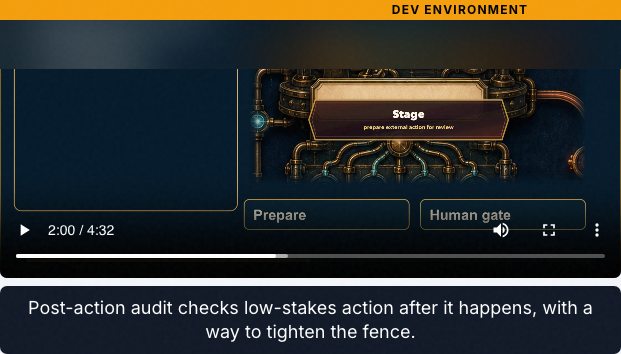 DEV ENVIRONMENT
Stage
prepare external action for review
Prepare
Human gate
2:00 / 4:32
Post-action audit checks low-stakes action after it happens, with a
way to tighten the fence.